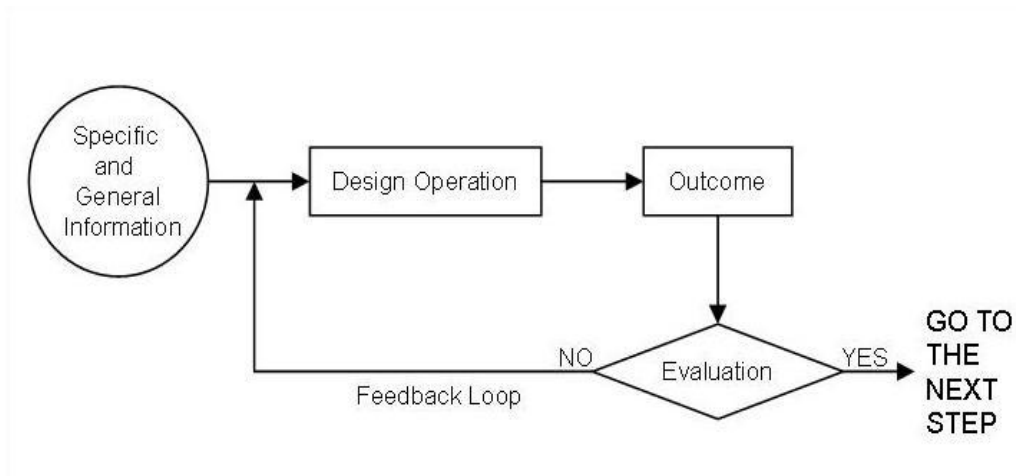 Specific
and
General
Information
Design Operation
Outcome
Evaluation
NO
YES
Feedback Loop
GO TO
THE
NEXT
STEP